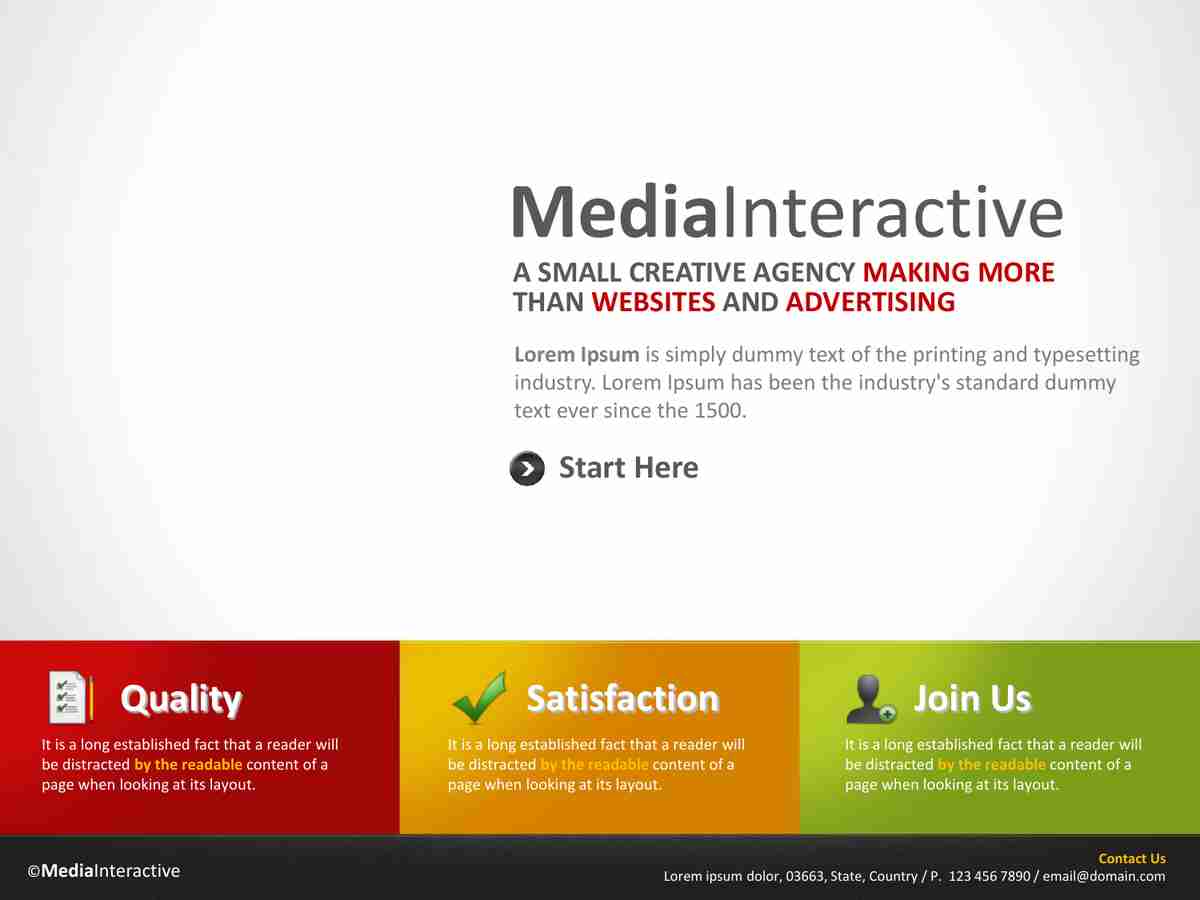 MediaInteractive
A SMALL CREATIVE AGENCY MAKING MORE
THAN WEBSITES AND ADVERTISING
Lorem Ipsum is simply dummy text of the printing and typesetting
industry. Lorem Ipsum has been the industry's standard dummy
text ever since the 1500.
Start Here
Quality
It is a long established fact that a reader will
be distracted by the readable content of a
page when looking at its layout.
Satisfaction
It is a long established fact that a reader will
be distracted by the readable content of a
page when looking at its layout.
Join Us
It is a long established fact that a reader will
be distracted by the readable content of a
page when looking at its layout.
©MediaInteractive
Contact Us
Lorem ipsum dolor, 03663, State, Country / P. 123 456 7890 / email@domain.com